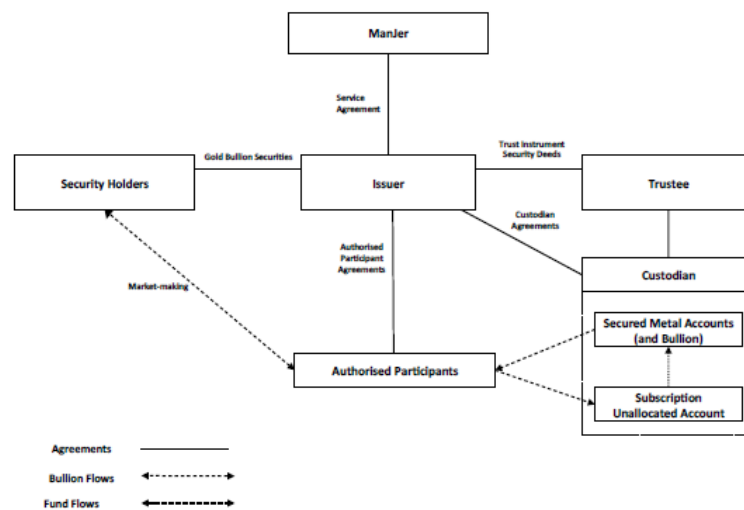 ManJer
Service
Agreement
Trust Instrument
Security Deeds
Gold Bullion Securities
Security Holders
Issuer
Trustee
Custodian
Agreements
Authorised
Participant
Agreements
Custodian
Market-making
Secured Metal Accounts
(and Bullion)
Authorised Participants
Subscription
Unallocated Account
Agreements
Bullion Flows
Fund Flows